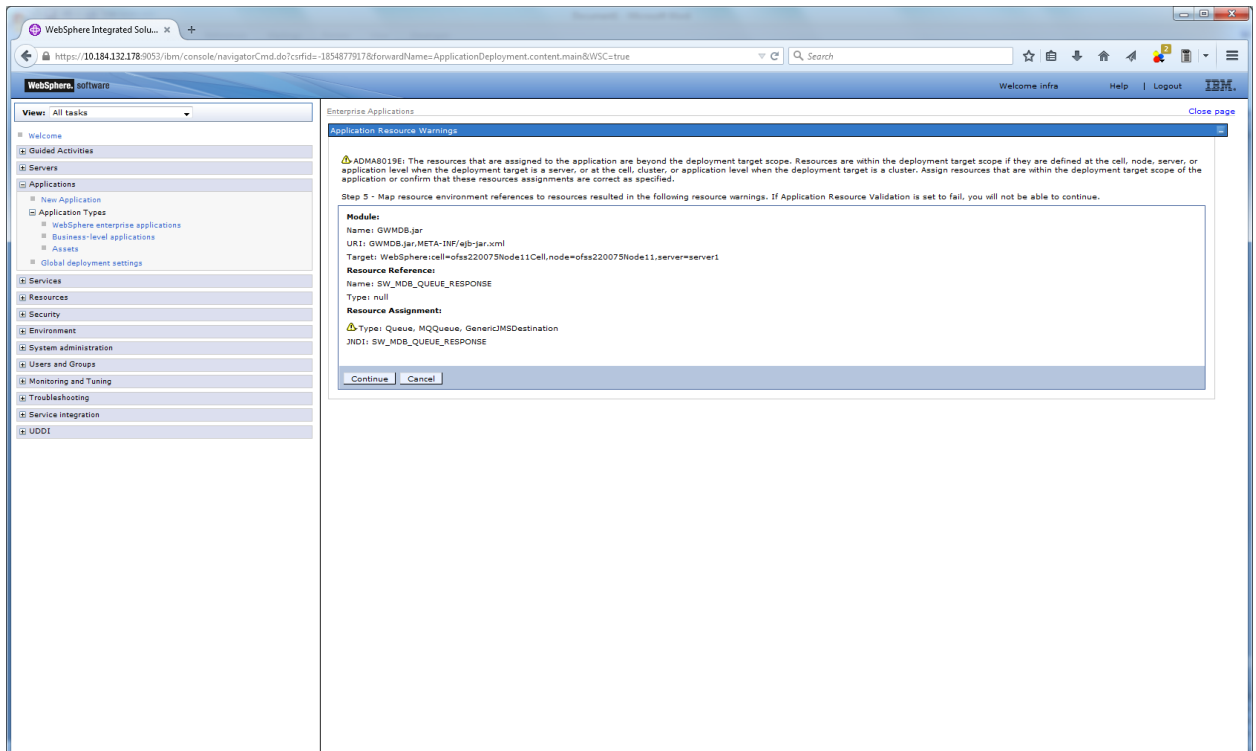 Document1 - Microsoft Word
WebSphere Integrated Solu... × +
https://10.184.132.178:9053/ibm/console/navigatorCmd.do?csrfid=-1854877917&forwardName=ApplicationDeployment.content.main&WSC=true
Search
2
WebSphere. software
Welcome infra
Help | Logout
IBM.
View: All tasks
Welcome
Guided Activities
Servers
Applications
New Application
Application Types
WebSphere enterprise applications
Business-level applications
Assets
Global deployment settings
Services
Resources
Security
Environment
System administration
Users and Groups
Monitoring and Tuning
Troubleshooting
Service integration
UDDI
Enterprise Applications
Close page
Application Resource Warnings
ADMA8019E: The resources that are assigned to the application are beyond the deployment target scope. Resources are within the deployment target scope if they are defined at the cell, node, server, or
application level when the deployment target is a server, or at the cell, cluster, or application level when the deployment target is a cluster. Assign resources that are within the deployment target scope of the
application or confirm that these resources assignments are correct as specified.
Step 5 - Map resource environment references to resources resulted in the following resource warnings. If Application Resource Validation is set to fail, you will not be able to continue.
Module:
Name: GWMDB.jar
URI: GWMDB.jar,META-INF/ejb-jar.xml
Target: WebSphere:cell=ofss220075Node11Cell,node=ofss220075Node11,server=server1
Resource Reference:
Name: SW_MDB_QUEUE_RESPONSE
Type: null
Resource Assignment:
Type: Queue, MQQueue, GenericJMSDestination
JNDI: SW_MDB_QUEUE_RESPONSE
Continue Cancel